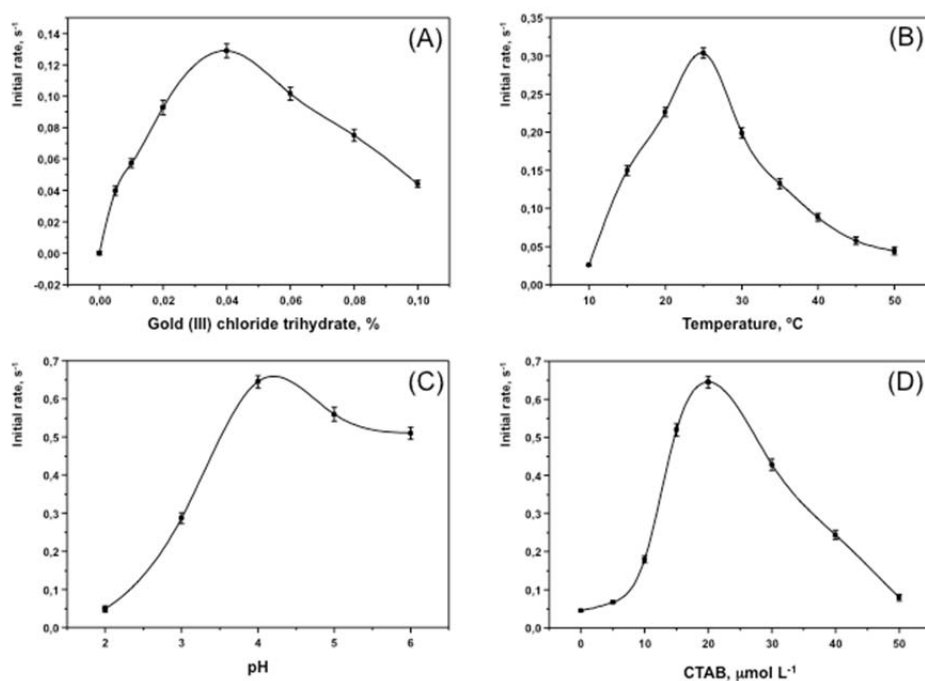 (A)
Initial rate, s⁻¹
0,14
0,12
0,10
0,08
0,06
0,04
0,02
0,00
-0,02
0,00 0,02 0,04 0,06 0,08 0,10
Gold (III) chloride trihydrate, %
(B)
Initial rate, s⁻¹
0,35
0,30
0,25
0,20
0,15
0,10
0,05
0,00
10 20 30 40 50
Temperature, ºC
(C)
Initial rate, s⁻¹
0,7
0,6
0,5
0,4
0,3
0,2
0,1
0,0
2 3 4 5 6
pH
(D)
Initial rate, s⁻¹
0,7
0,6
0,5
0,4
0,3
0,2
0,1
0,0
0 10 20 30 40 50
CTAB, μmol L⁻¹